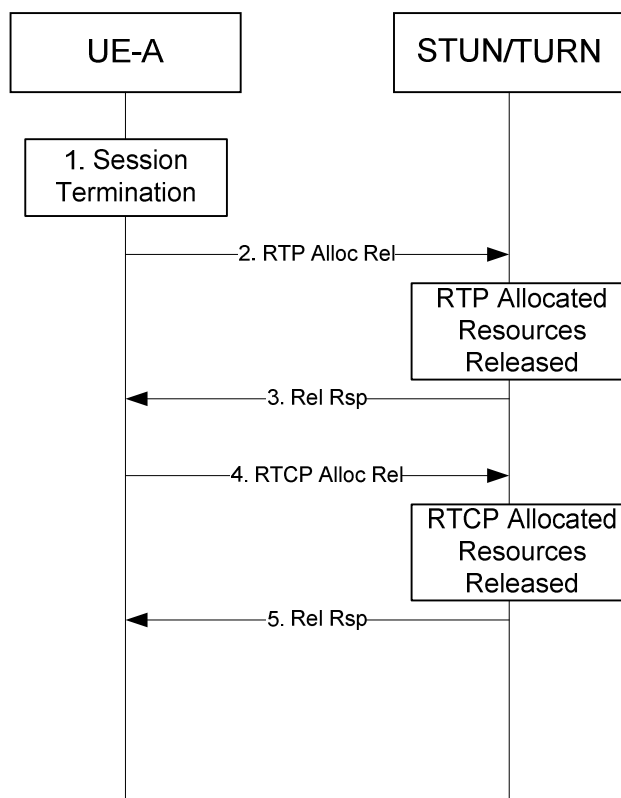 UE-A
STUN/TURN
1. Session
Termination
2. RTP Alloc Rel
RTP Allocated
Resources
Released
3. Rel Rsp
4. RTCP Alloc Rel
RTCP Allocated
Resources
Released
5. Rel Rsp